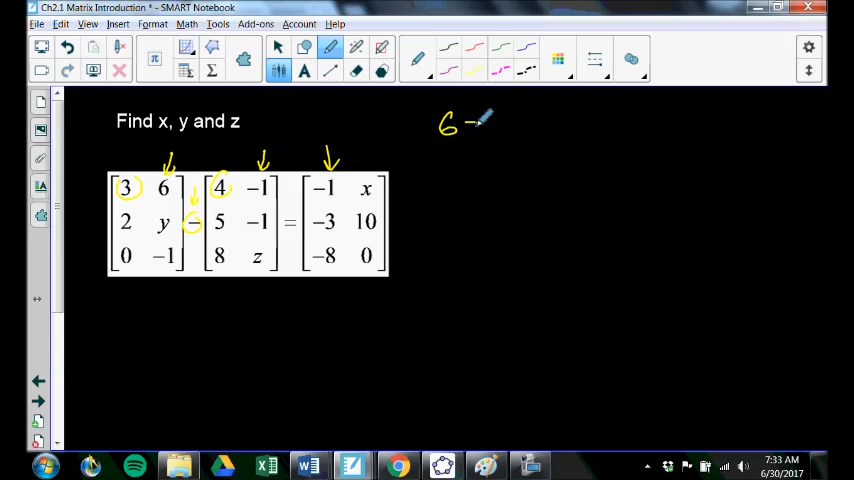 Ch2.1 Matrix Introduction * - SMART Notebook
File Edit View Insert Format Math Tools Add-ons Account Help
Find x, y and z
6 -
3 6 4 -1 -1 x
2 y - 5 -1 = -3 10
0 -1 8 z -8 0
7:33 AM
6/30/2017